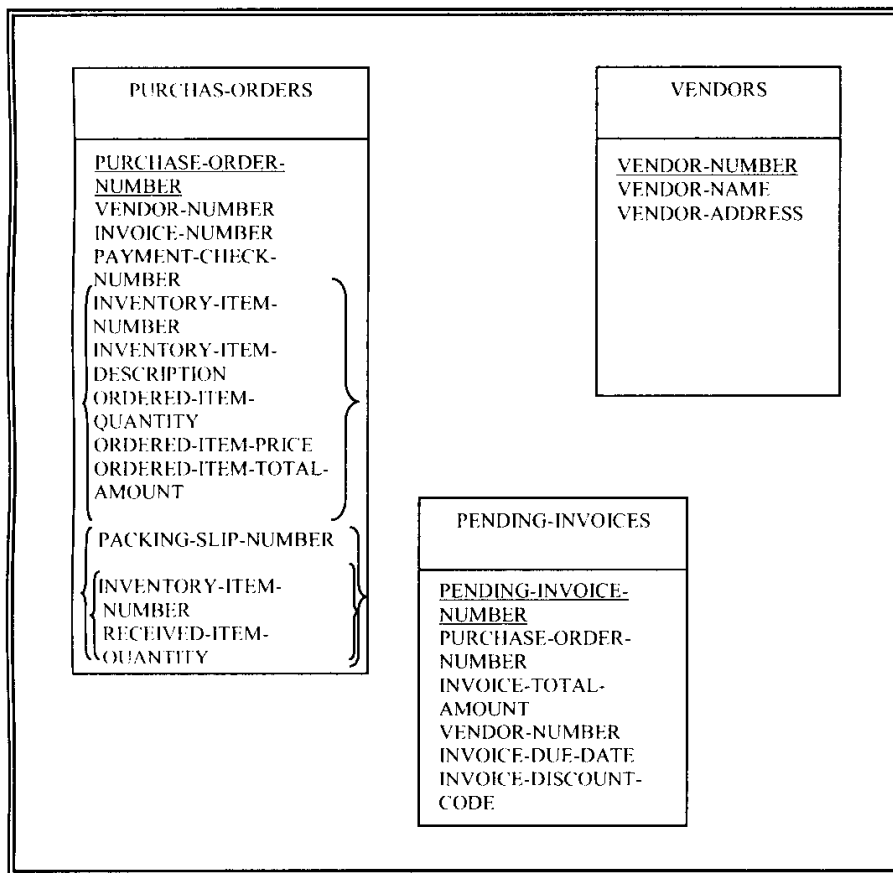 PURCHAS-ORDERS
PURCHASE-ORDER-
NUMBER
VENDOR-NUMBER
INVOICE-NUMBER
PAYMENT-CHECK-
NUMBER
INVENTORY-ITEM-
NUMBER
INVENTORY-ITEM-
DESCRIPTION
ORDERED-ITEM-
QUANTITY
ORDERED-ITEM-PRICE
ORDERED-ITEM-TOTAL-
AMOUNT
PACKING-SLIP-NUMBER
INVENTORY-ITEM-
NUMBER
RECEIVED-ITEM-
QUANTITY
VENDORS
VENDOR-NUMBER
VENDOR-NAME
VENDOR-ADDRESS
PENDING-INVOICES
PENDING-INVOICE-
NUMBER
PURCHASE-ORDER-
NUMBER
INVOICE-TOTAL-
AMOUNT
VENDOR-NUMBER
INVOICE-DUE-DATE
INVOICE-DISCOUNT-
CODE